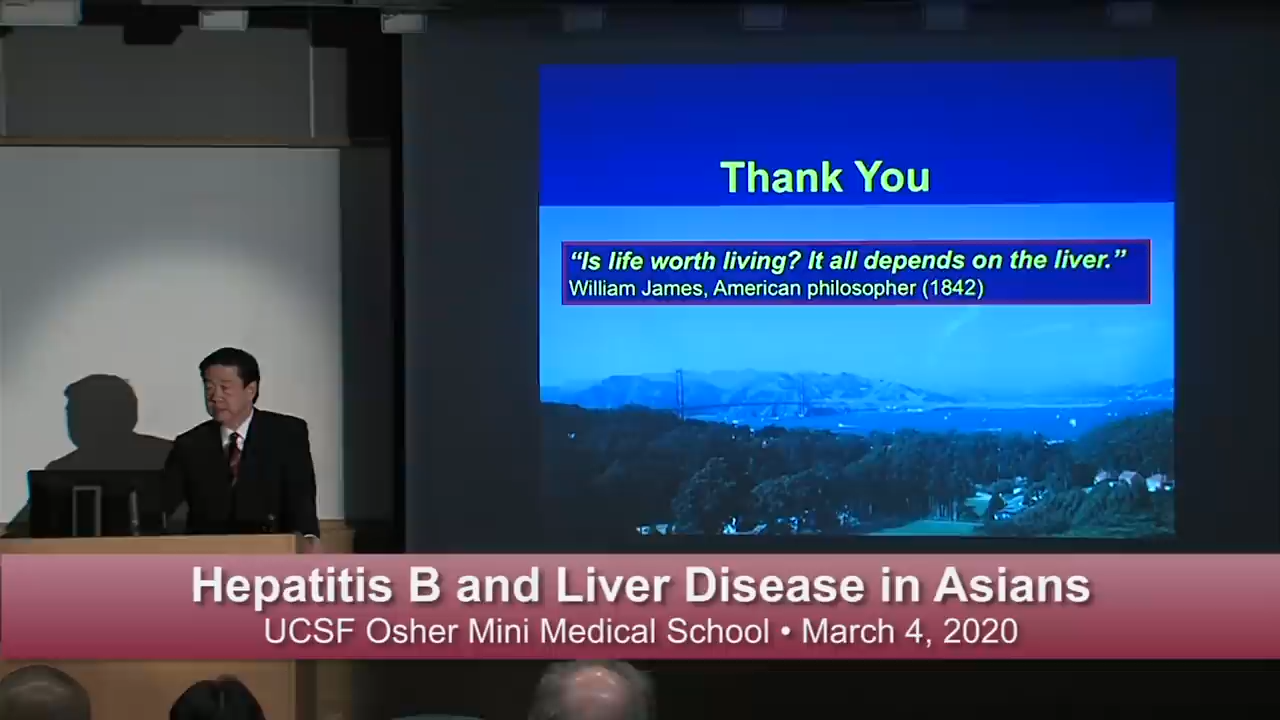 Thank You
“Is life worth living? It all depends on the liver.”
William James, American philosopher (1842)
Hepatitis B and Liver Disease in Asians
UCSF Osher Mini Medical School • March 4, 2020